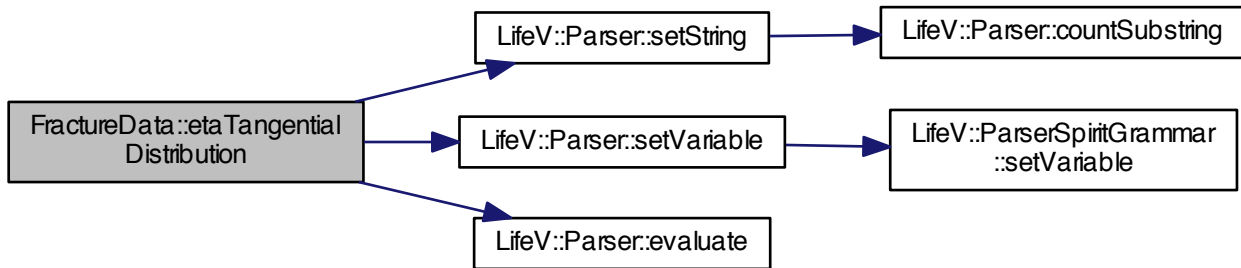 FractureData::etaTangential
Distribution
LifeV::Parser::setString
LifeV::Parser::countSubstring
LifeV::Parser::setVariable
LifeV::ParserSpiritGrammar
::setVariable
LifeV::Parser::evaluate